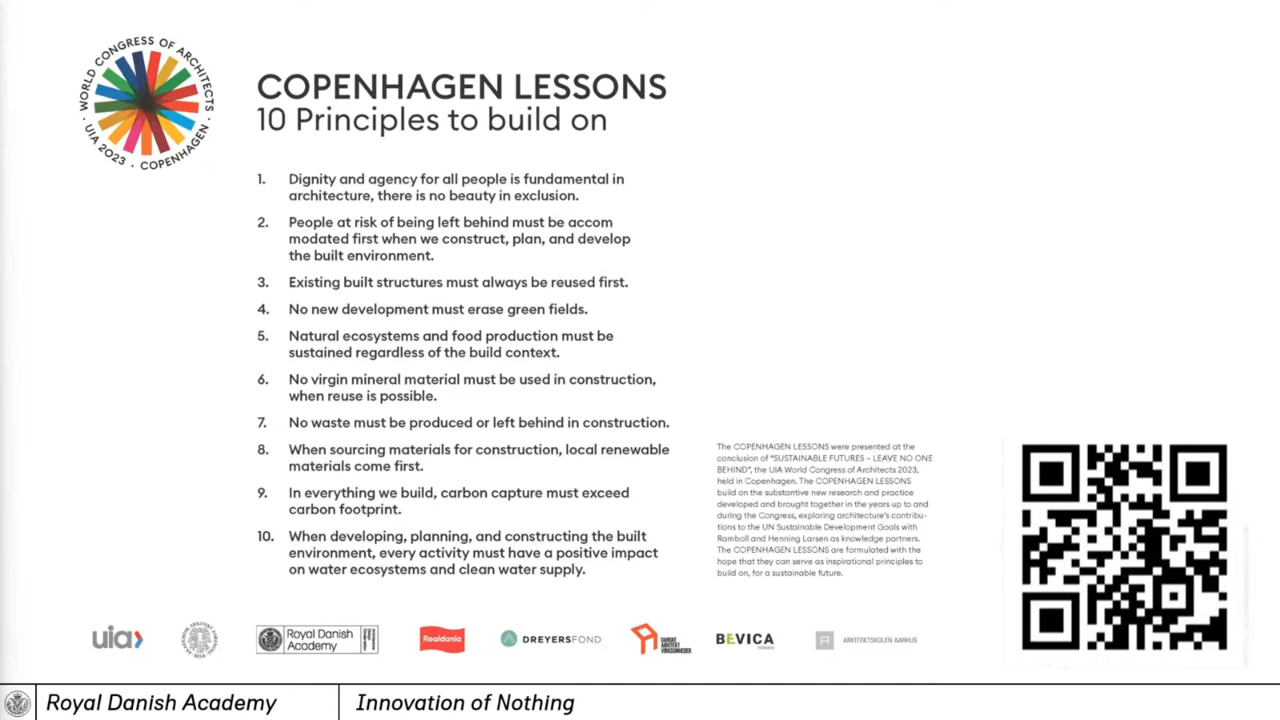 WORLD CONGRESS OF ARCHITECTS
· UIA 2023 · COPENHAGEN ·
COPENHAGEN LESSONS
10 Principles to build on
1. Dignity and agency for all people is fundamental in
architecture, there is no beauty in exclusion.
2. People at risk of being left behind must be accom
modated first when we construct, plan, and develop
the built environment.
3. Existing built structures must always be reused first.
4. No new development must erase green fields.
5. Natural ecosystems and food production must be
sustained regardless of the build context.
6. No virgin mineral material must be used in construction,
when reuse is possible.
7. No waste must be produced or left behind in construction.
8. When sourcing materials for construction, local renewable
materials come first.
9. In everything we build, carbon capture must exceed
carbon footprint.
10. When developing, planning, and constructing the built
environment, every activity must have a positive impact
on water ecosystems and clean water supply.
The COPENHAGEN LESSONS were presented at the
conclusion of “SUSTAINABLE FUTURES – LEAVE NO ONE
BEHIND”, the UIA World Congress of Architects 2023,
held in Copenhagen. The COPENHAGEN LESSONS
build on the substantive new research and practice
developed and brought together in the years up to and
during the Congress, exploring architecture’s contribu-
tions to the UN Sustainable Development Goals with
Ramboll and Henning Larsen as knowledge partners.
The COPENHAGEN LESSONS are formulated with the
hope that they can serve as inspirational principles to
build on, for a sustainable future.
uia
Royal Danish
Academy
Realdania
DREYERSFOND
DANSKE
ARKITEKT
VIRKSOMHEDER
BEVICA
FONDEN
ARKITEKTSKOLEN AARHUS
Royal Danish Academy
Innovation of Nothing